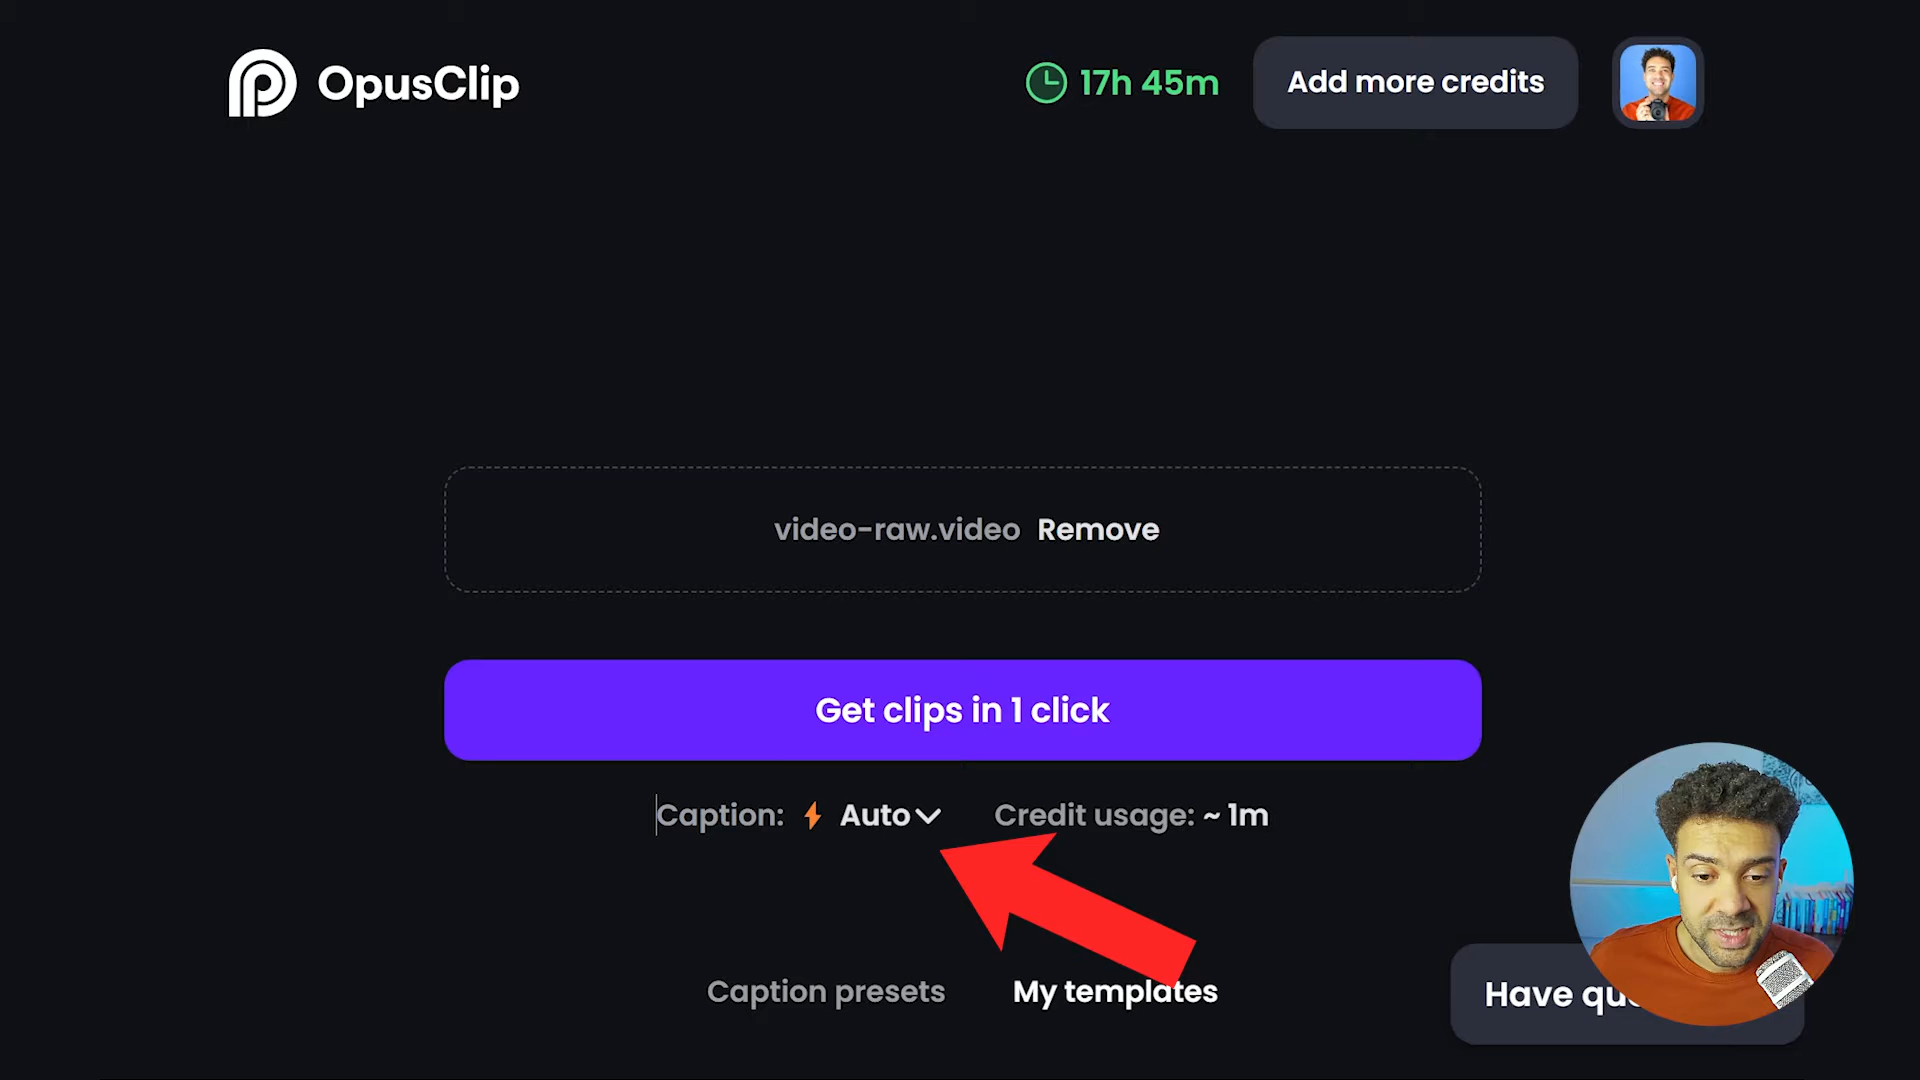 OpusClip
17h 45m
Add more credits
video-raw.video Remove
Get clips in 1 click
Caption: Auto
Credit usage: ~ 1m
Caption presets
My templates
Have